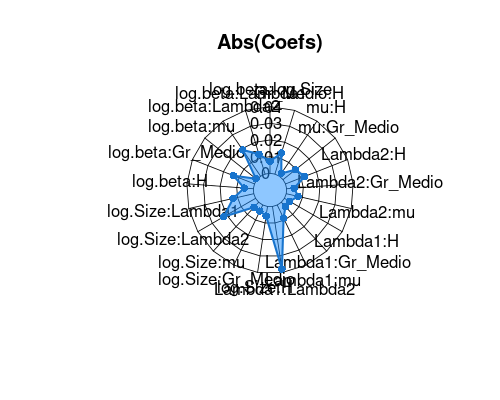 Abs(Coefs)
log.beta:log.Size
log.beta:Lambda1
Gr_Medio:H
log.beta:Lambda2
mu:H
0.04
log.beta:mu
0.03
mu:Gr_Medio
0.02
log.beta:Gr_Medio
0.01
Lambda2:H
0
log.beta:H
Lambda2:Gr_Medio
log.Size:Lambda1
Lambda2:mu
log.Size:Lambda2
Lambda1:H
log.Size:mu
Lambda1:Gr_Medio
log.Size:Gr_Medio
Lambda1:mu
log.Size:H
Lambda1:Lambda2